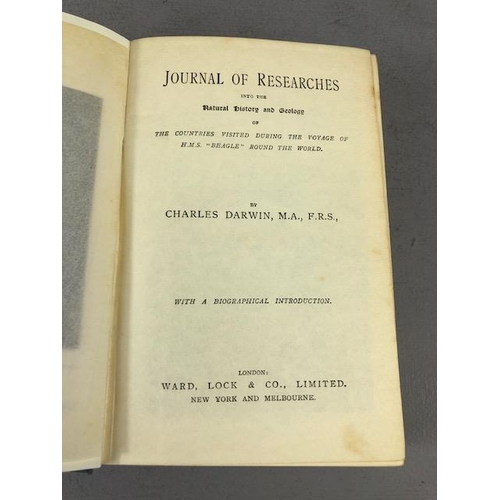 JOURNAL OF RESEARCHES
INTO THE
Natural History and Geology
OF
THE COUNTRIES VISITED DURING THE VOYAGE OF
H.M.S. "BEAGLE" ROUND THE WORLD.
BY
CHARLES DARWIN, M.A., F.R.S.,
WITH A BIOGRAPHICAL INTRODUCTION.
LONDON:
WARD, LOCK & CO., LIMITED.
NEW YORK AND MELBOURNE.